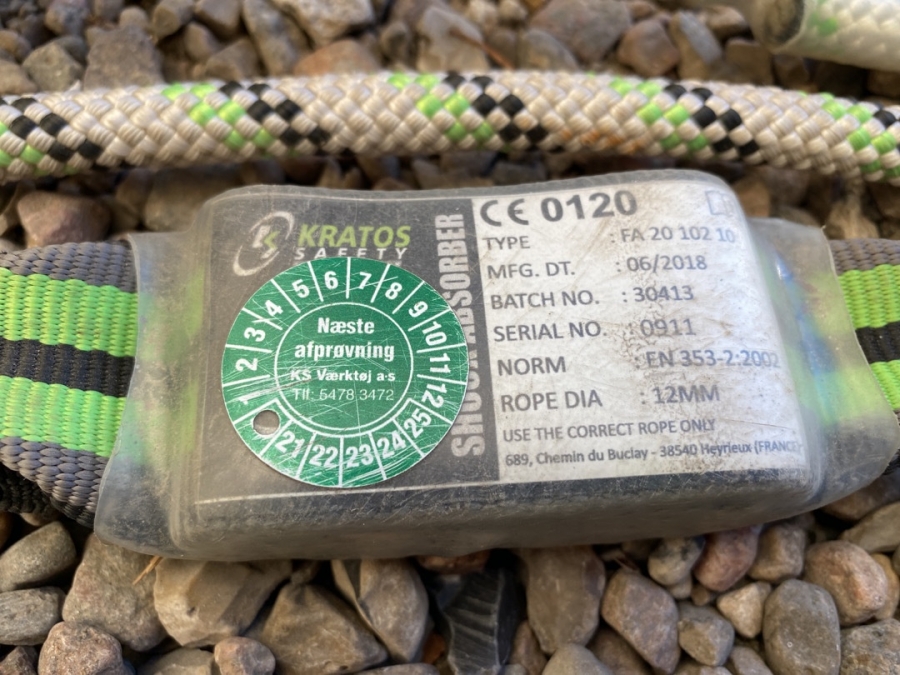 KRATOS
SAFETY
SHOCK ABSORBER
CE 0120
TYPE : FA 20 102 10
MFG. DT. : 06/2018
BATCH NO. : 30413
SERIAL NO. : 0911
NORM : EN 353-2:2002
ROPE DIA : 12MM
USE THE CORRECT ROPE ONLY
689, Chemin du Buclay - 38540 Heyrieux (FRANCE)
1 2 3 4 5 6 7 8 9 10 11 12
Næste
afprøvning
KS Værktøj a·s
Tlf: 5478 3472
21 22 23 24 25